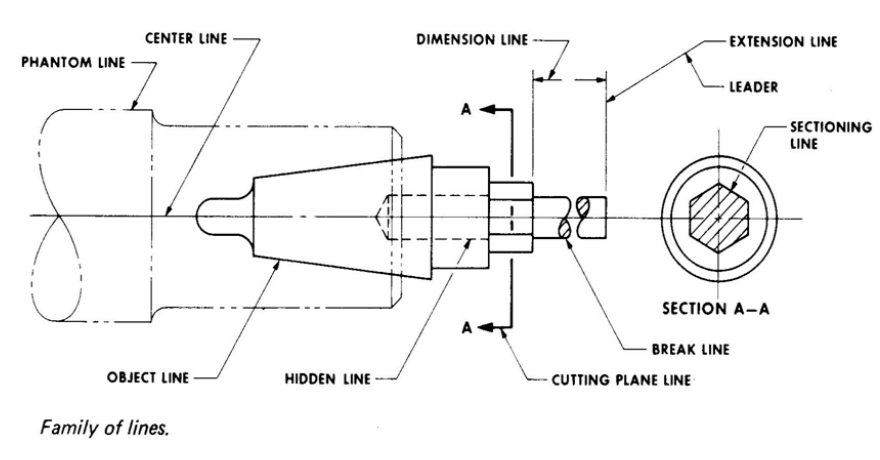 CENTER LINE
DIMENSION LINE
EXTENSION LINE
PHANTOM LINE
LEADER
A
SECTIONING
LINE
SECTION A–A
A
BREAK LINE
OBJECT LINE
HIDDEN LINE
CUTTING PLANE LINE
Family of lines.